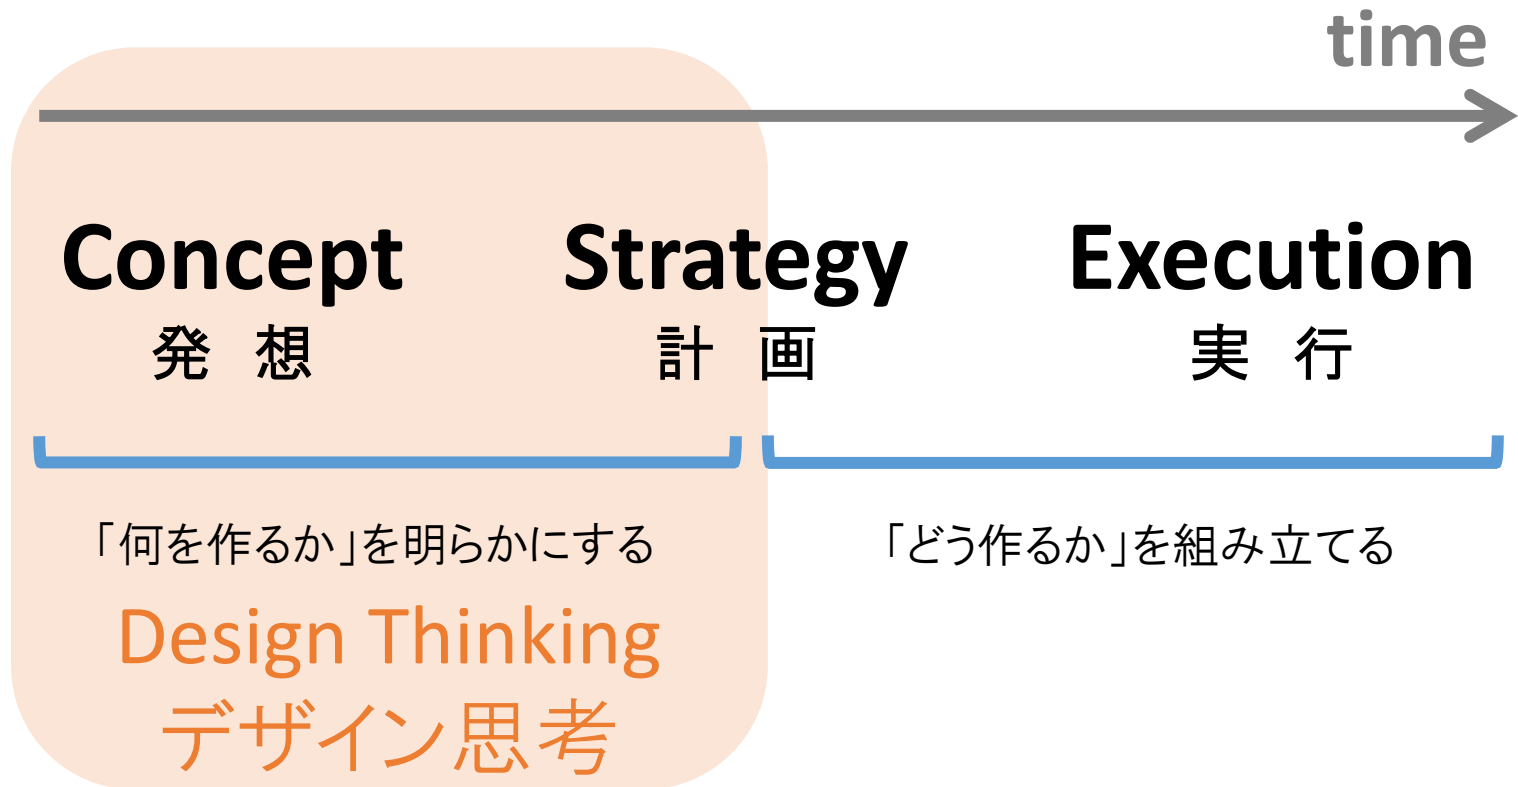 time
Concept Strategy Execution
発 想 計 画 実 行
「何を作るか」を明らかにする 「どう作るか」を組み立てる
Design Thinking
デザイン思考